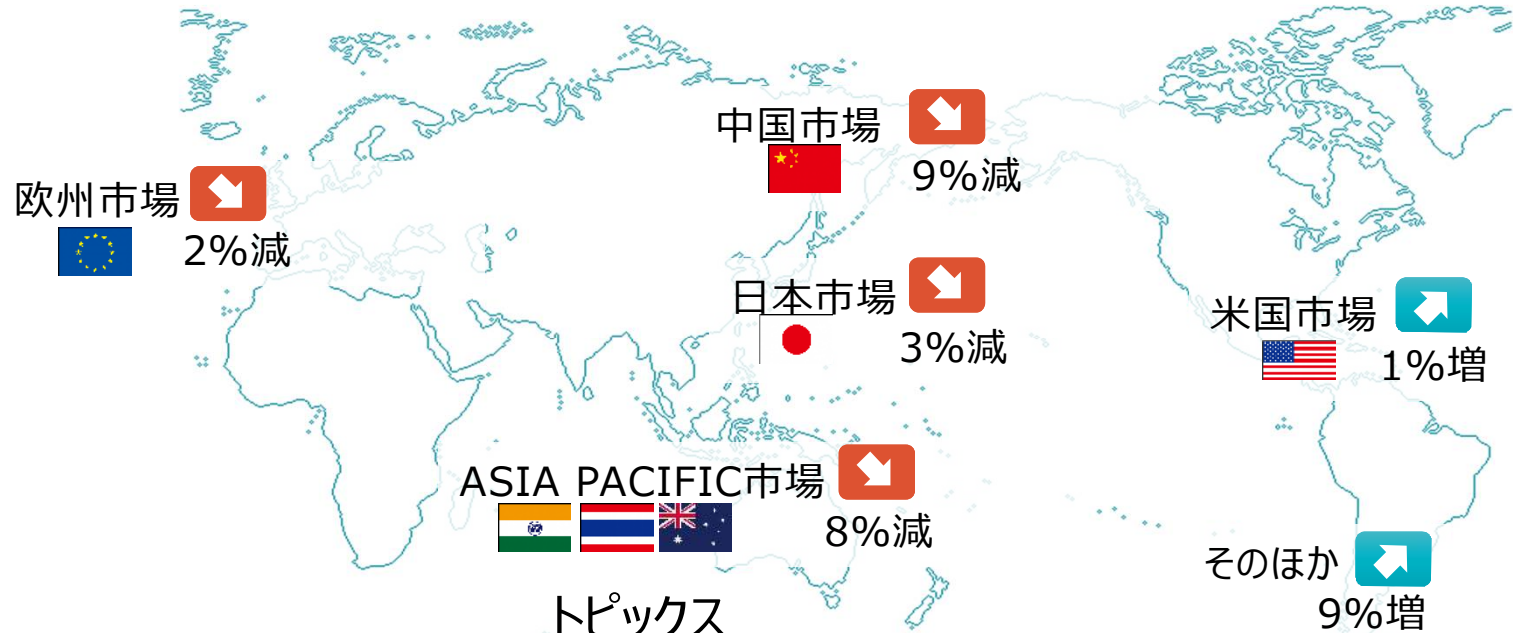 中国市場
9%減
欧州市場
2%減
日本市場
3%減
米国市場
1%増
ASIA PACIFIC市場
8%減
そのほか
9%増
トピックス